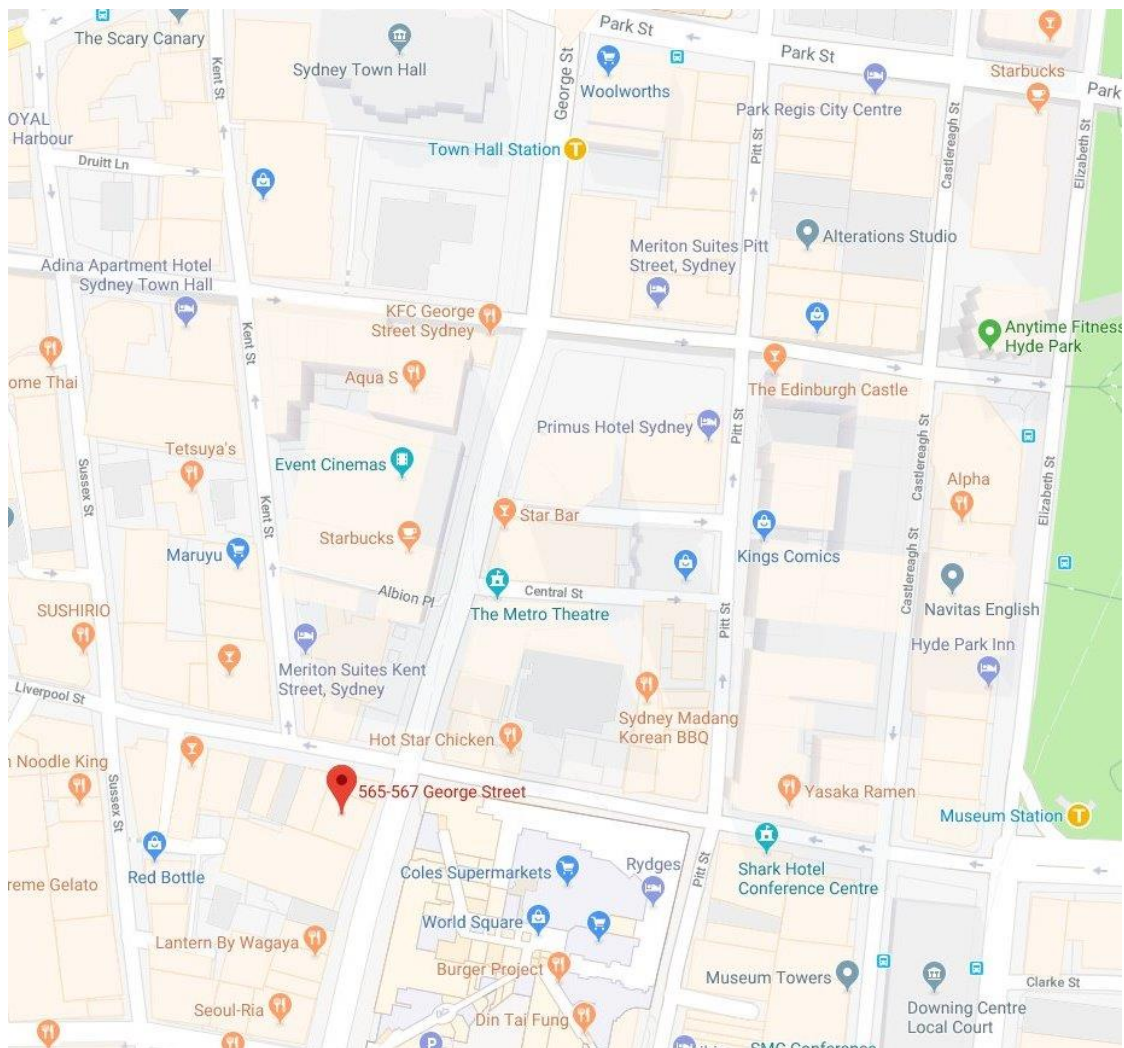 The Scary Canary
Sydney Town Hall
Kent St
George St
Park St
Woolworths
Park St
Park Regis City Centre
Starbucks
Park
OYAL
Harbour
Druitt Ln
Town Hall Station
T
Pitt St
Castlereagh St
Elizabeth St
Alterations Studio
Meriton Suites Pitt
Street, Sydney
Adina Apartment Hotel
Sydney Town Hall
KFC George
Street Sydney
Kent St
Anytime Fitness
Hyde Park
ome Thai
Aqua S
The Edinburgh Castle
Primus Hotel Sydney
Pitt St
Castlereagh St
Elizabeth St
Tetsuya's
Event Cinemas
Alpha
Sussex St
Kent St
Star Bar
Starbucks
Kings Comics
Maruyu
Albion Pl
Central St
The Metro Theatre
Pitt St
Castlereagh St
Navitas English
SUSHIRIO
Hyde Park Inn
Meriton Suites Kent
Street, Sydney
Liverpool St
Sydney Madang
Korean BBQ
Hot Star Chicken
n Noodle King
Sussex St
565-567 George Street
Yasaka Ramen
Museum Station
T
Red Bottle
Coles Supermarkets
Rydges
Pitt St
Shark Hotel
Conference Centre
reme Gelato
World Square
Lantern By Wagaya
Burger Project
Museum Towers
Clarke St
Seoul-Ria
Din Tai Fung
Downing Centre
Local Court
P
SMC Conference